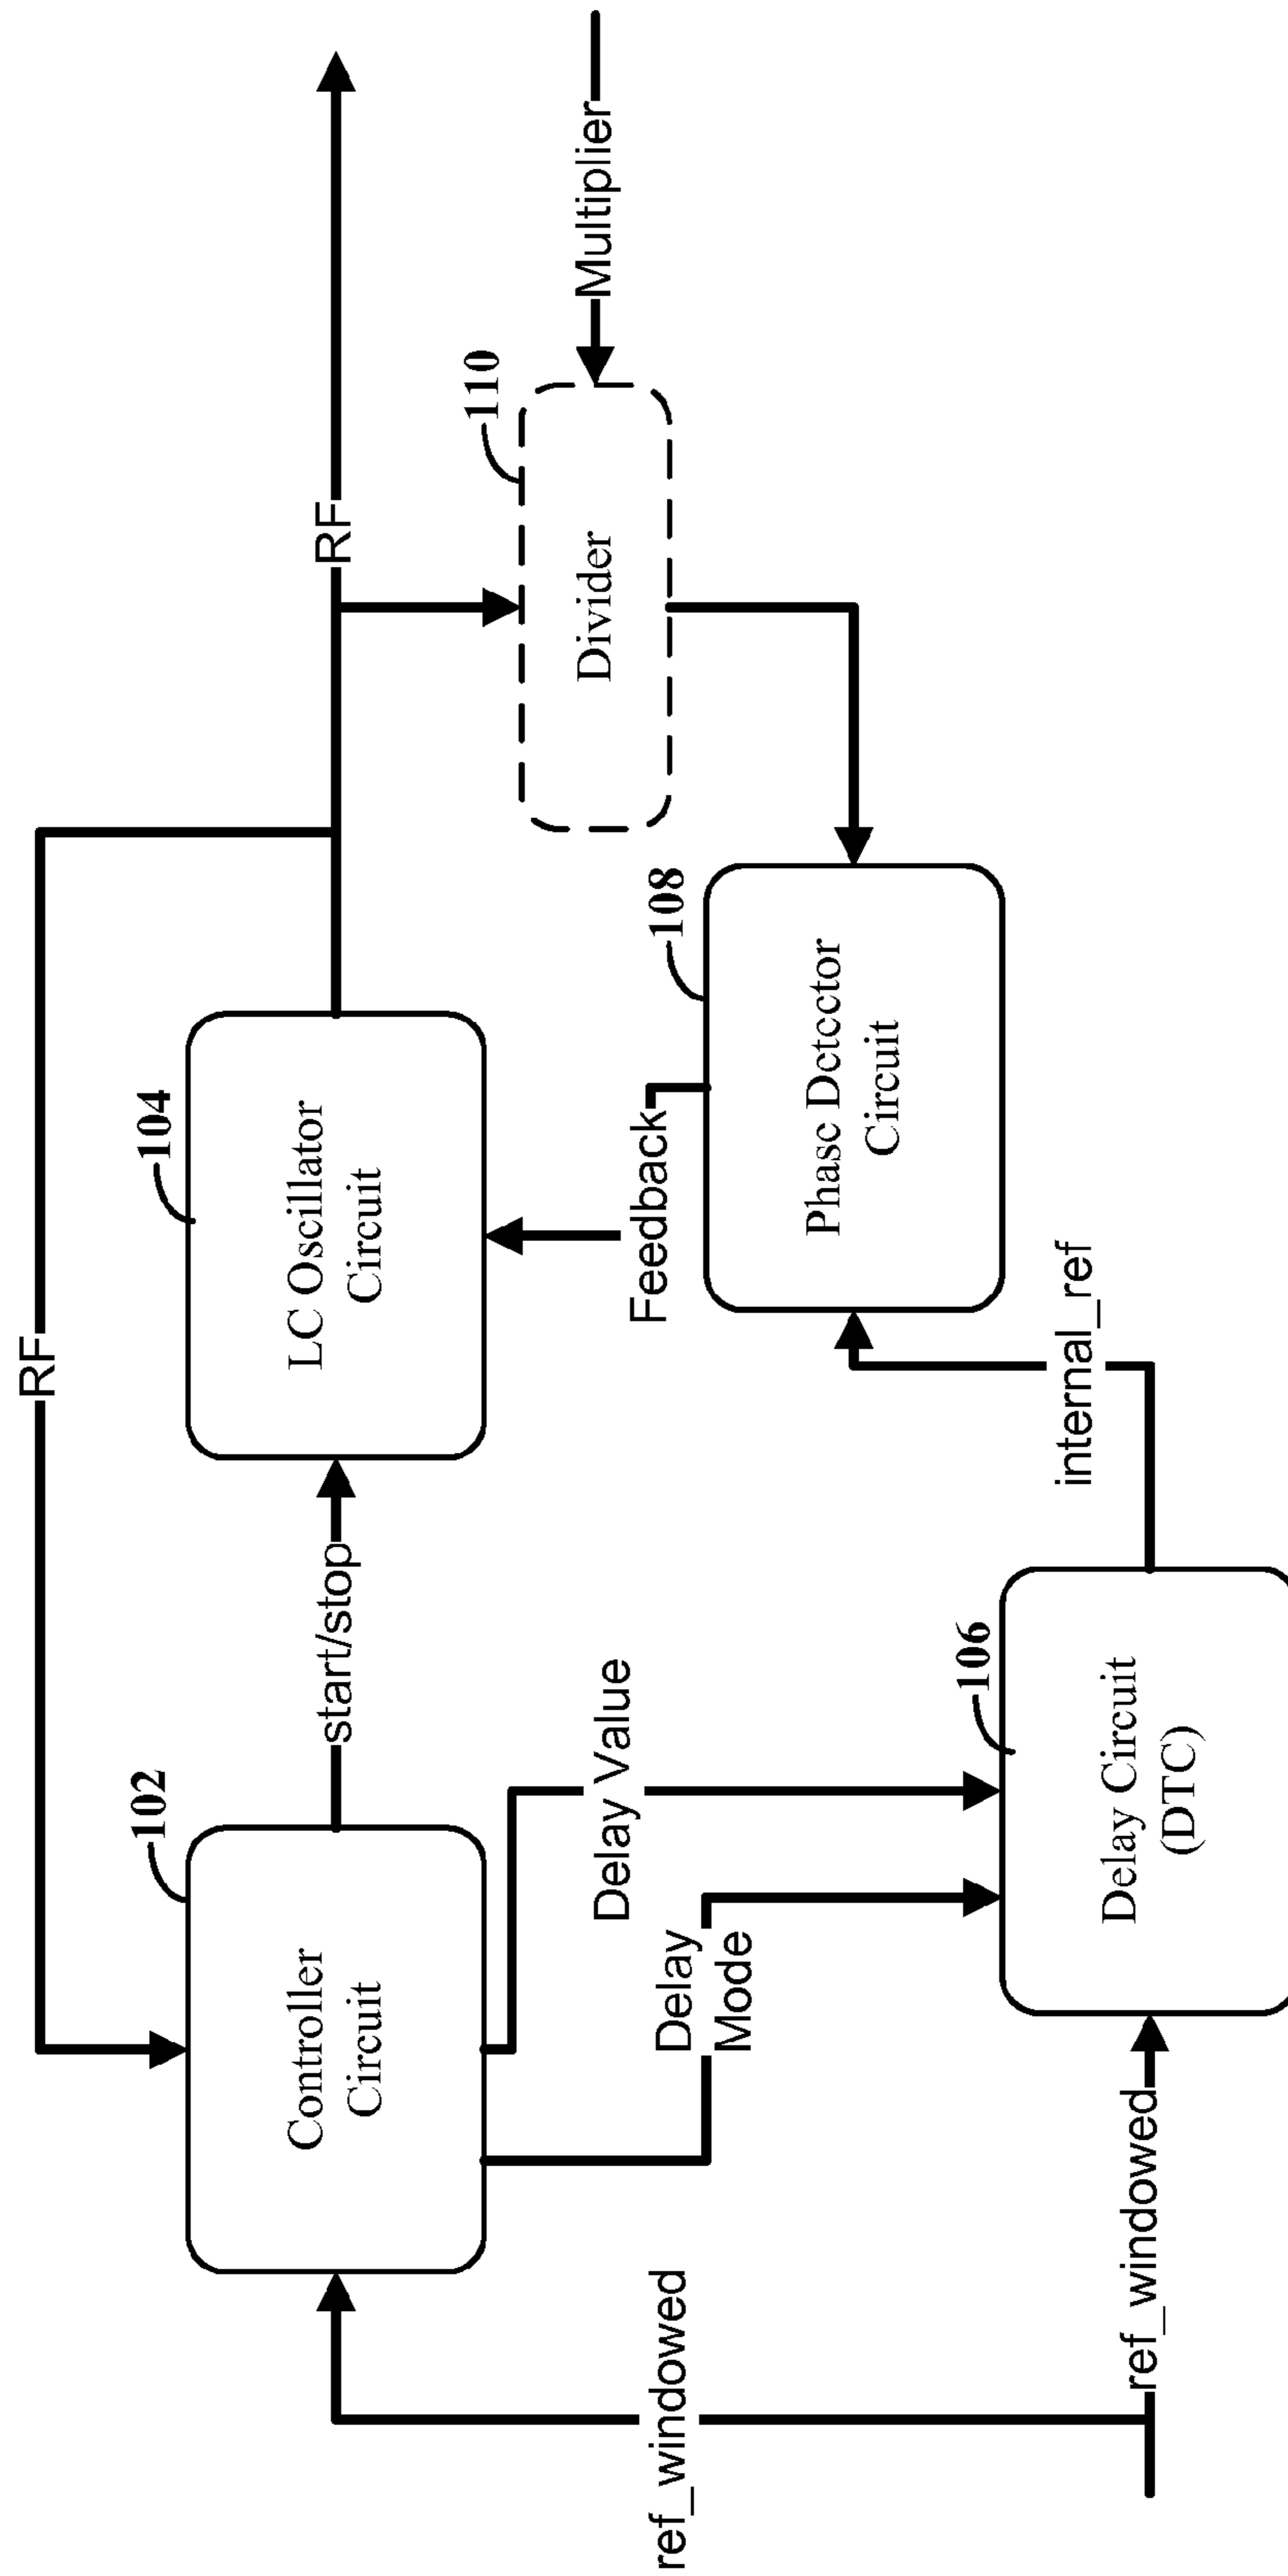 RF
RF
102
104
Controller
Circuit
start/stop
LC Oscillator
Circuit
110
Divider
Multiplier
Delay Value
Delay
Mode
Feedback
108
Phase Detector
Circuit
ref_windowed
106
Delay Circuit
(DTC)
internal_ref
ref_windowed